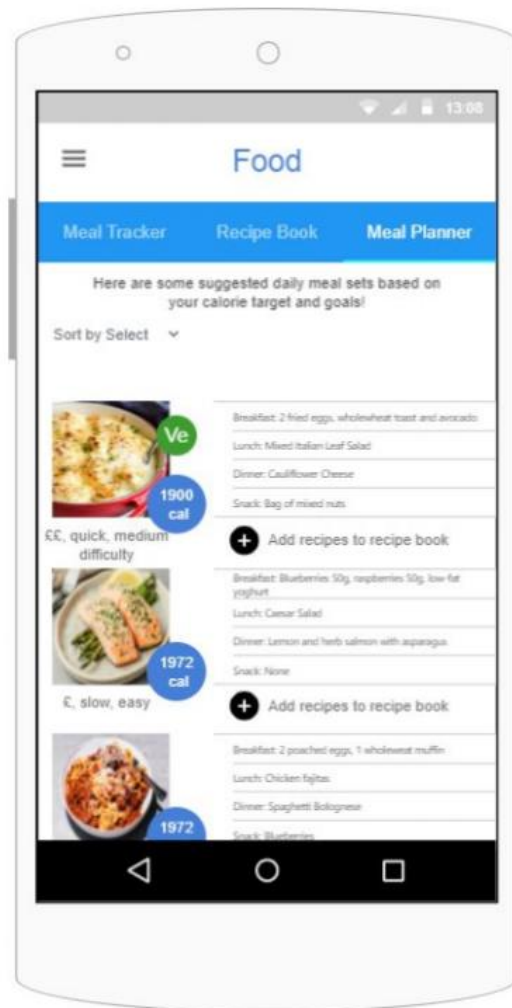 13:08
Food
Meal Tracker Recipe Book Meal Planner
Here are some suggested daily meal sets based on
your calorie target and goals!
Sort by Select
Ve
1900
cal
££, quick, medium
difficulty
Breakfast: 2 fried eggs, wholewheat toast and avocado
Lunch: Mixed Italian Leaf Salad
Dinner: Cauliflower Cheese
Snack: Bag of mixed nuts
Add recipes to recipe book
1972
cal
£, slow, easy
Breakfast: Blueberries 50g, raspberries 50g, low-fat
yoghurt
Lunch: Caesar Salad
Dinner: Lemon and herb salmon with asparagus
Snack: None
Add recipes to recipe book
1972
Breakfast: 2 poached eggs, 1 wholeweat muffin
Lunch: Chicken fajitas
Dinner: Spaghetti Bolognese
Snack: Blueberries